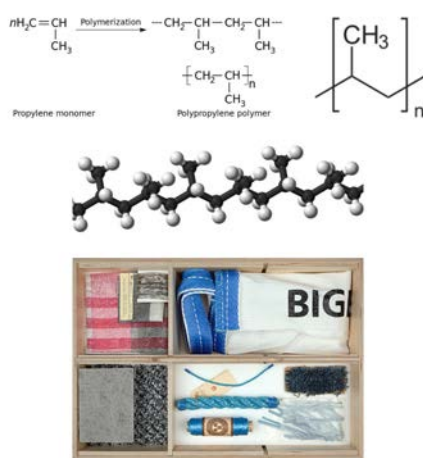 nH₂C=CH
CH₃
Polymerization
---CH₂-CH-CH₂-CH---
CH₃ CH₃
[CH₂-CH]n
CH₃
Propylene monomer
Polypropylene polymer
CH₃
n
BIG